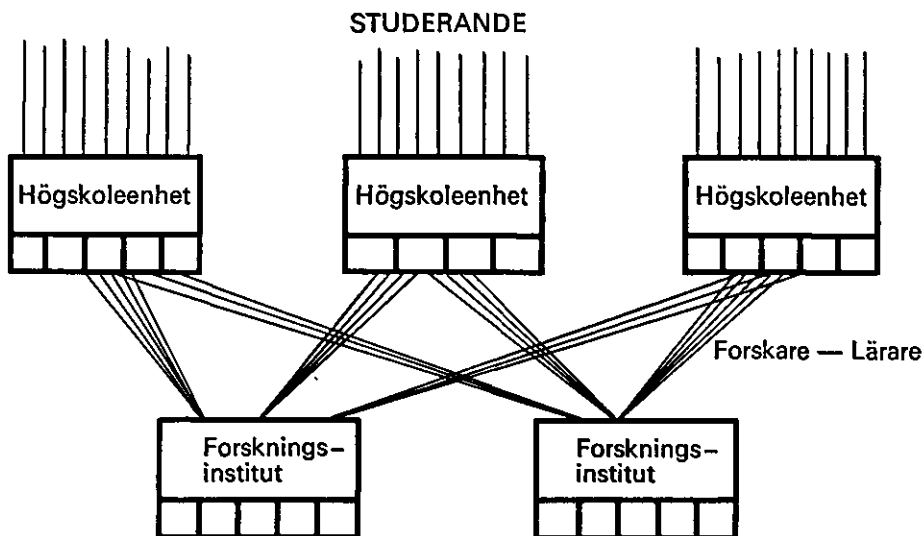 STUDERANDE
Högskoleenhet
Högskoleenhet
Högskoleenhet
Forskare — Lärare
Forsknings–
institut
Forsknings–
institut